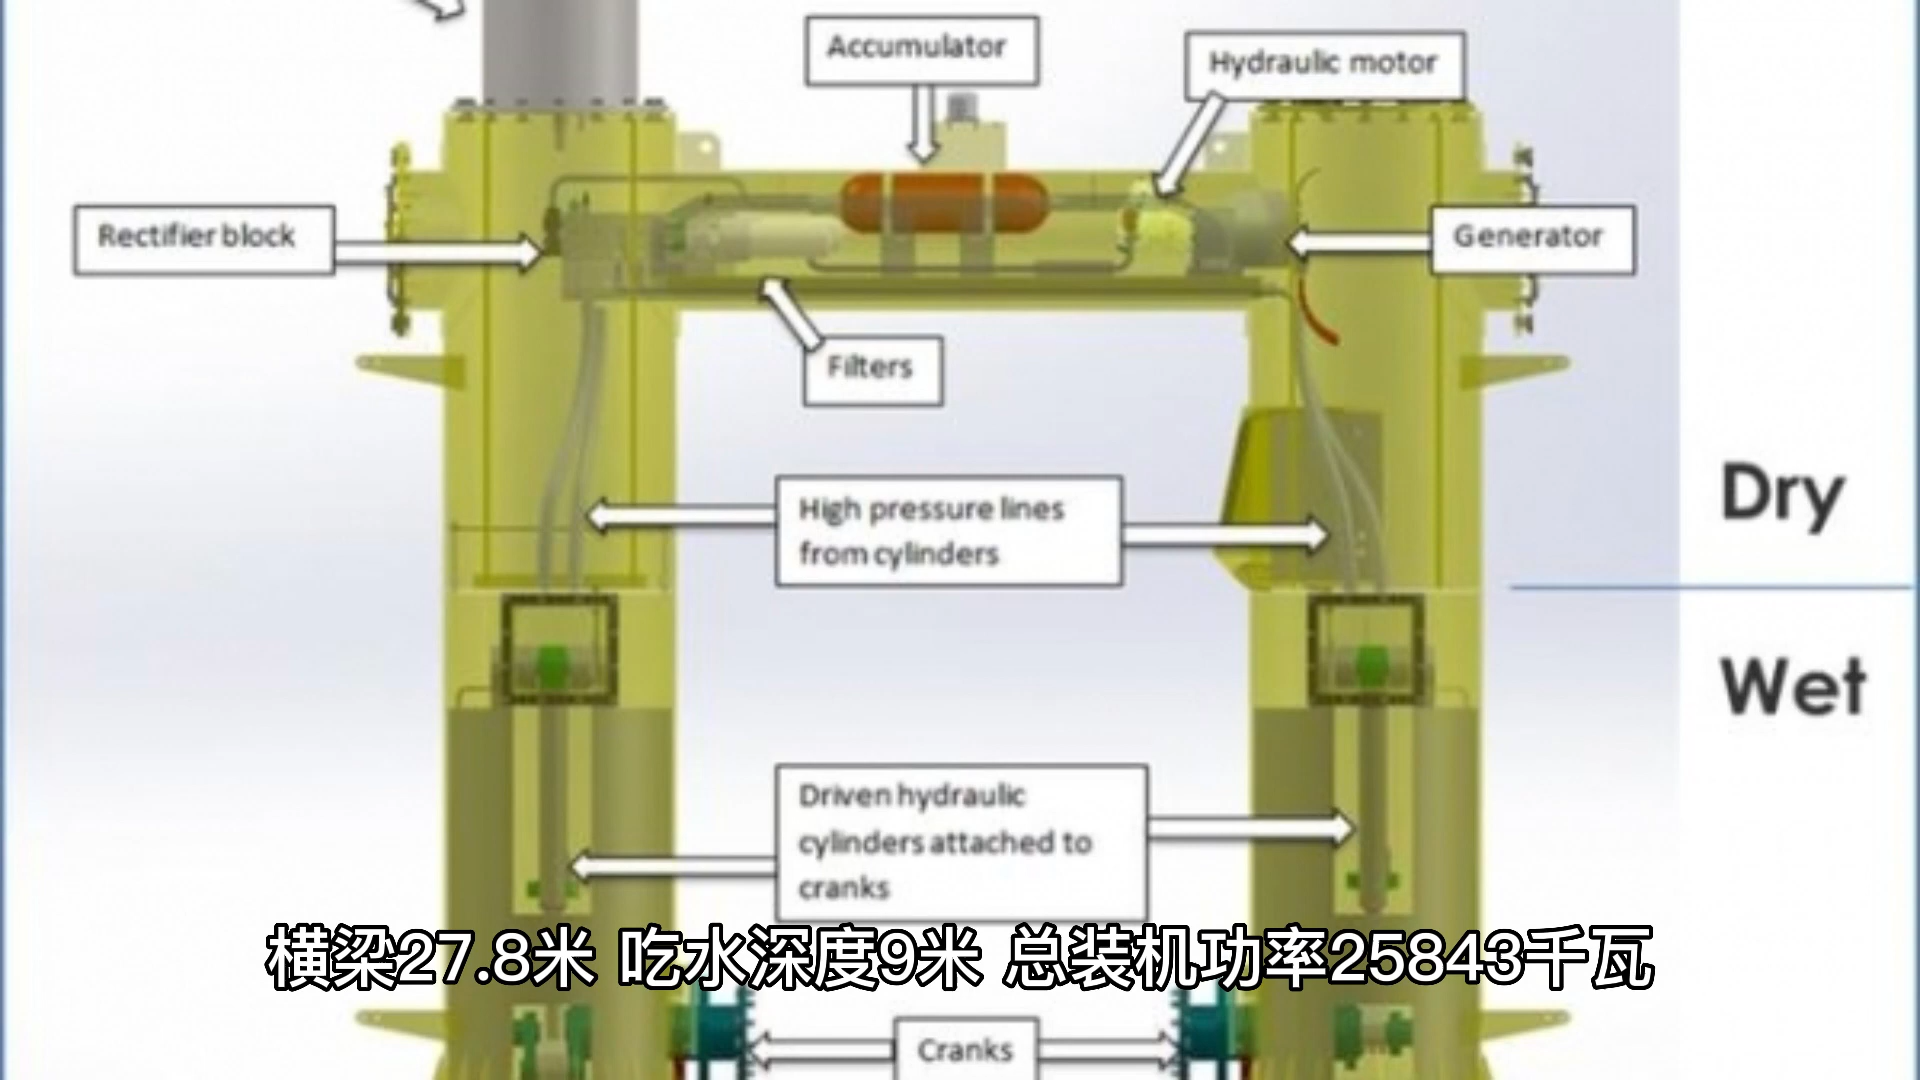 Accumulator
Hydraulic motor
Rectifier block
Generator
Filters
High pressure lines
from cylinders
Dry
Wet
Driven hydraulic
cylinders attached to
cranks
横梁27.8米 吃水深度9米 总装机功率25843千瓦
Cranks